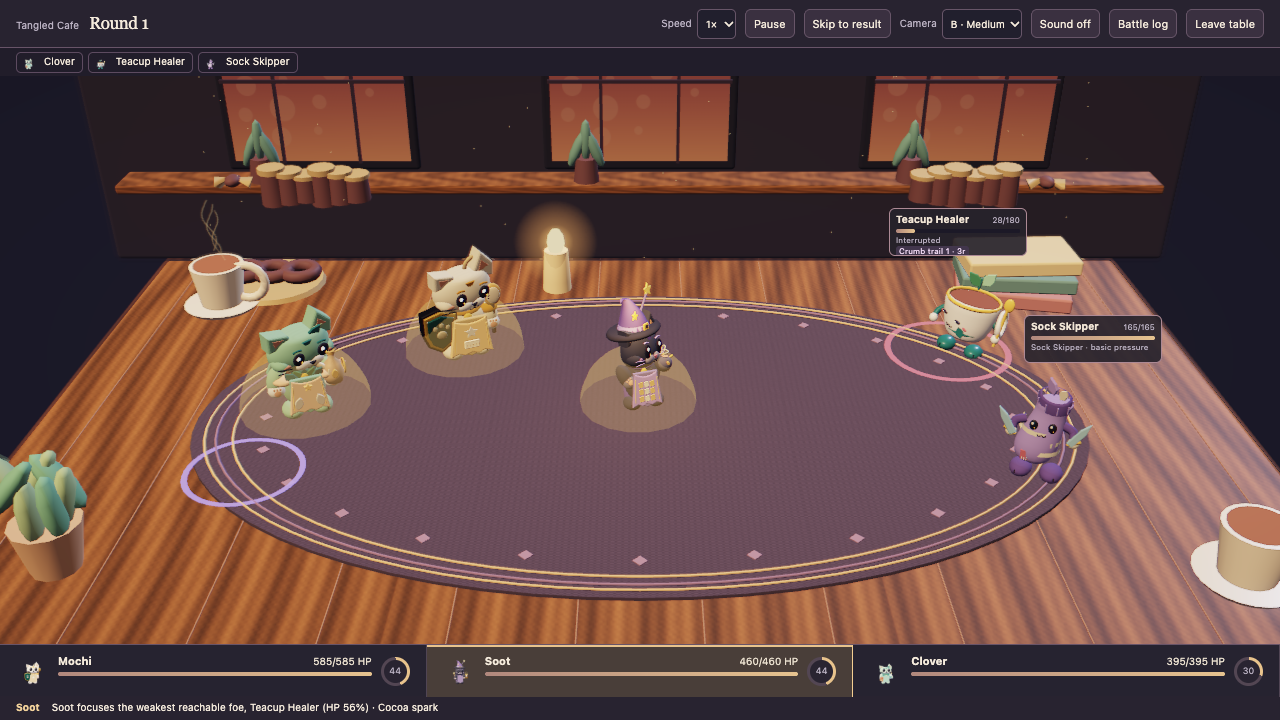 Tangled Cafe Round 1
Speed 1x Pause Skip to result Camera B · Medium Sound off Battle log Leave table
Clover Teacup Healer Sock Skipper
Teacup Healer 28/180
Interrupted
Crumb trail 1 · 3r
Sock Skipper 165/165
Sock Skipper · basic pressure
Mochi 585/585 HP 44
Soot 460/460 HP 44
Clover 395/395 HP 30
Soot Soot focuses the weakest reachable foe, Teacup Healer (HP 56%) · Cocoa spark